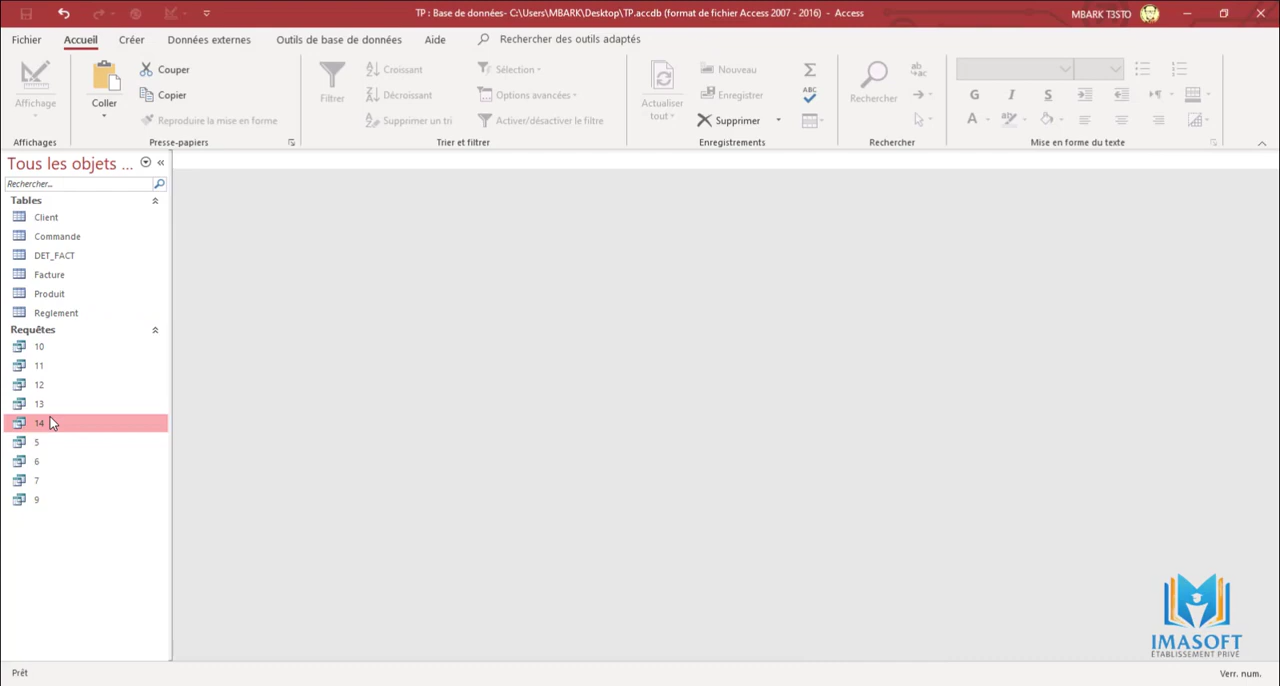 TP : Base de données- C:\Users\MBARK\Desktop\TP.accdb (format de fichier Access 2007 - 2016) - Access
MBARK T3STO
Fichier
Accueil
Créer
Données externes
Outils de base de données
Aide
Rechercher des outils adaptés
Affichage
Affichages
Coller
Couper
Copier
Reproduire la mise en forme
Presse-papiers
Filtrer
Croissant
Décroissant
Supprimer un tri
Sélection
Options avancées
Activer/désactiver le filtre
Trier et filtrer
Actualiser
tout
Nouveau
Enregistrer
Supprimer
Σ
ABC
Enregistrements
Rechercher
ab
ac
Rechercher
G I S
A
Mise en forme du texte
Tous les objets ...
Rechercher...
Tables
Client
Commande
DET_FACT
Facture
Produit
Reglement
Requêtes
10
11
12
13
14
5
6
7
9
IMASOFT
ÉTABLISSEMENT PRIVÉ
Prêt
Verr. num.